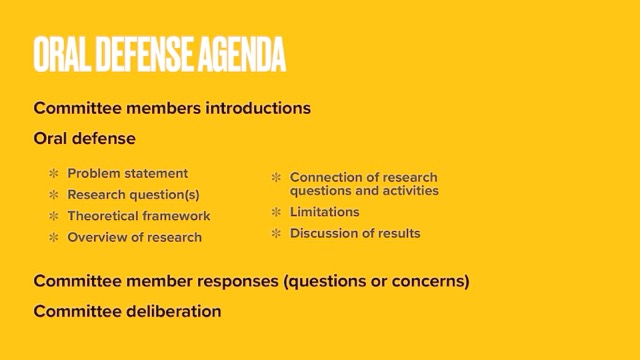 ORAL DEFENSE AGENDA
Committee members introductions
Oral defense
✼ Problem statement
✼ Research question(s)
✼ Theoretical framework
✼ Overview of research
✼ Connection of research
questions and activities
✼ Limitations
✼ Discussion of results
Committee member responses (questions or concerns)
Committee deliberation